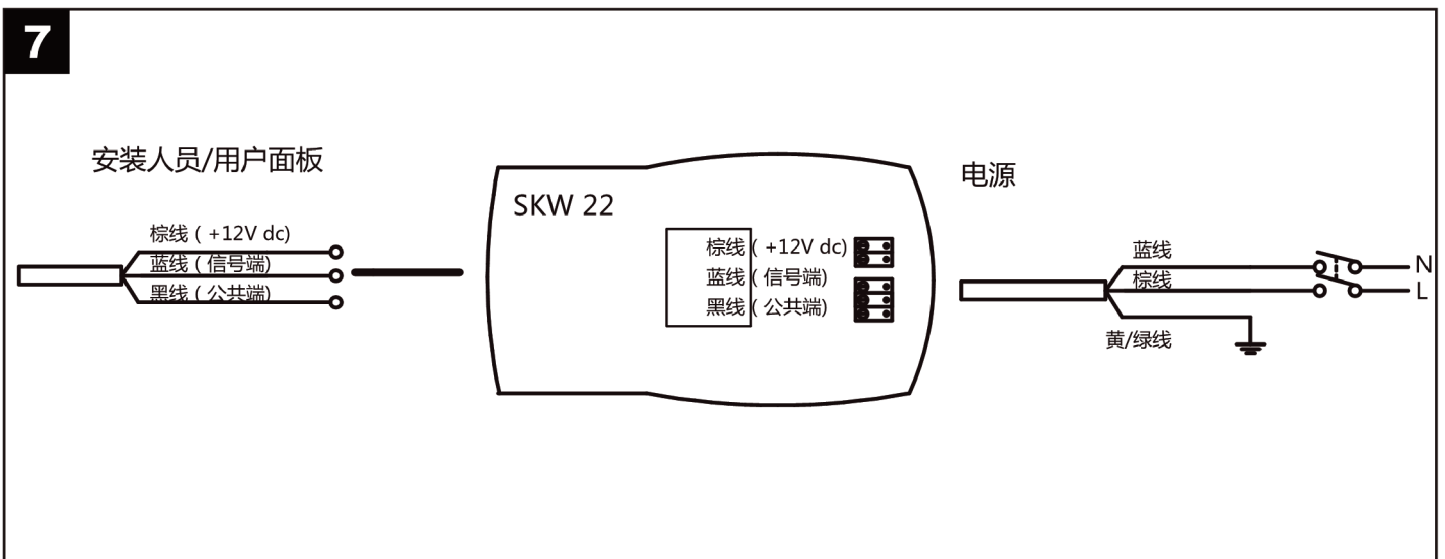 7
安装人员/用户面板
棕线 ( +12V dc)
蓝线 ( 信号端)
黑线 ( 公共端)
SKW 22
棕线 ( +12V dc)
蓝线 ( 信号端)
黑线 ( 公共端)
电源
蓝线
棕线
黄/绿线
N
L